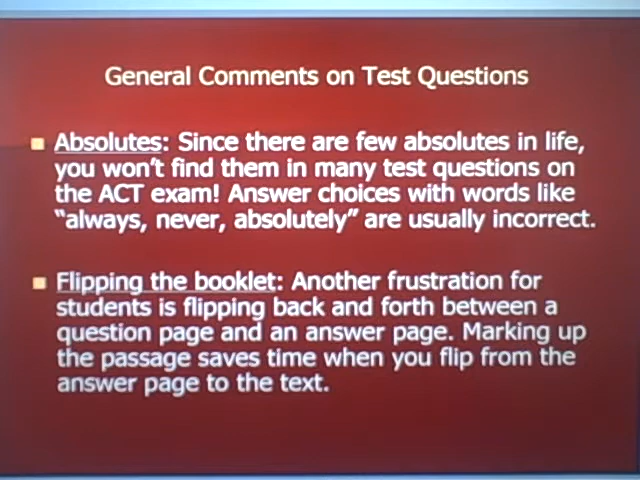 General Comments on Test Questions
Absolutes: Since there are few absolutes in life,
you won't find them in many test questions on
the ACT exam! Answer choices with words like
"always, never, absolutely" are usually incorrect.
Flipping the booklet: Another frustration for
students is flipping back and forth between a
question page and an answer page. Marking up
the passage saves time when you flip from the
answer page to the text.